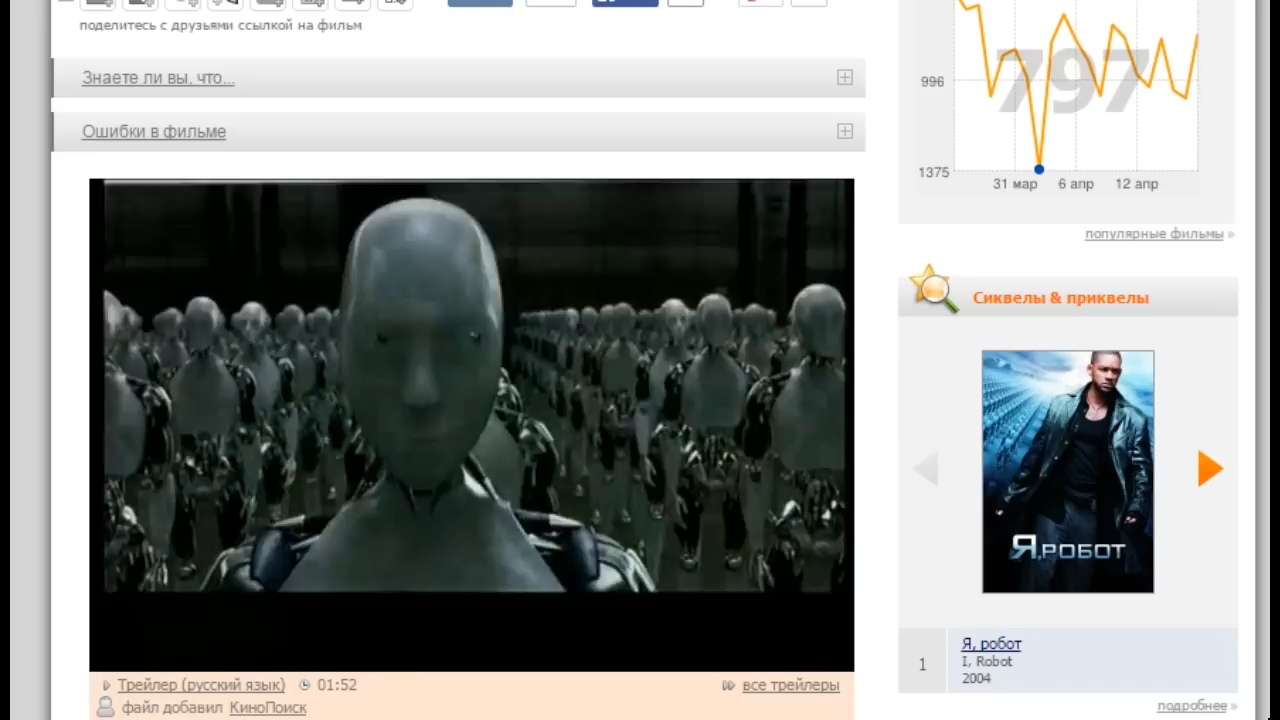 поделитесь с друзьями ссылкой на фильм
Знаете ли вы, что...
Ошибки в фильме
Трейлер (русский язык) 01:52
все трейлеры
файл добавил КиноПоиск
797
996
1375
31 мар 6 апр 12 апр
популярные фильмы »
Сиквелы & приквелы
Я, РОБОТ
1
Я, робот
I, Robot
2004
подробнее »